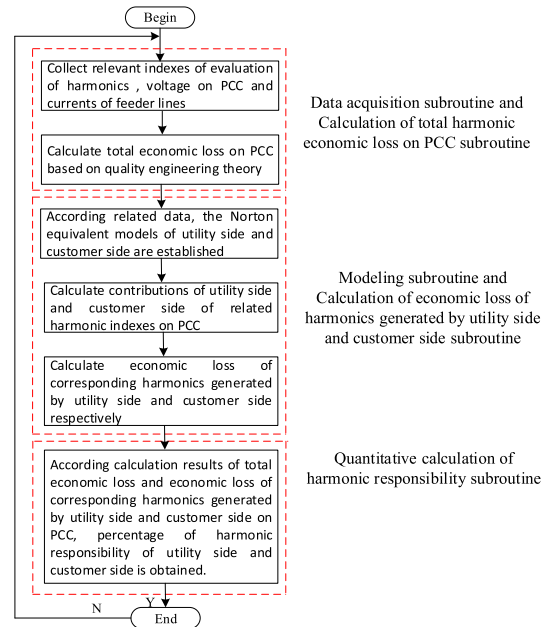 Begin
Collect relevant indexes of evaluation
of harmonics , voltage on PCC and
currents of feeder lines
Calculate total economic loss on PCC
based on quality engineering theory
Data acquisition subroutine and
Calculation of total harmonic
economic loss on PCC subroutine
According related data, the Norton
equivalent models of utility side and
customer side are established
Calculate contributions of utility side
and customer side of related
harmonic indexes on PCC
Calculate economic loss of
corresponding harmonics generated
by utility side and customer side
respectively
Modeling subroutine and
Calculation of economic loss of
harmonics generated by utility side
and customer side subroutine
According calculation results of total
economic loss and economic loss of
corresponding harmonics generated
by utility side and customer side on
PCC, percentage of harmonic
responsibility of utility side and
customer side is obtained.
Quantitative calculation of
harmonic responsibility subroutine
N
Y
End